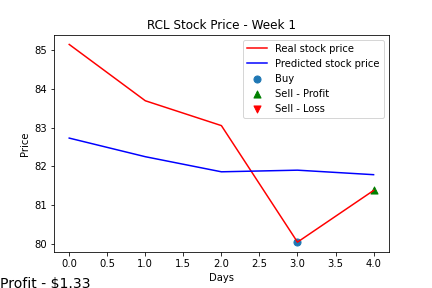 RCL Stock Price - Week 1
Real stock price
Predicted stock price
Buy
Sell - Profit
Sell - Loss
Price
85
84
83
82
81
80
0.0 0.5 1.0 1.5 2.0 2.5 3.0 3.5 4.0
Days
Profit - $1.33